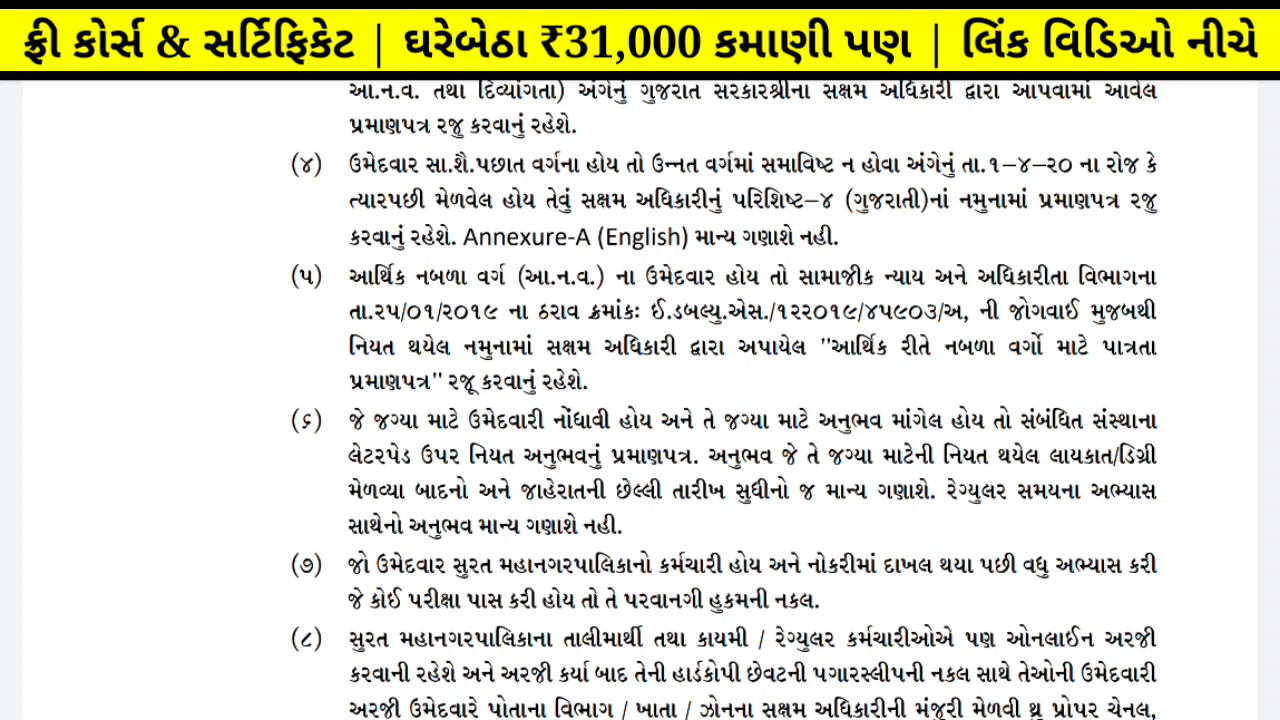 ફ્રી કોર્સ & સર્ટિફિકેટ | ઘરેબેઠા ₹31,000 કમાણી પણ | લિંક વિડિઓ નીચે
આ.ન.વ. તથા દિવ્યાંગતા) અંગેનું ગુજરાત સરકારશ્રીના સક્ષમ અધિકારી દ્વારા આપવામાં આવેલ
પ્રમાણપત્ર રજુ કરવાનું રહેશે.
(૪) ઉમેદવાર સા.શૈ.પછાત વર્ગના હોય તો ઉન્નત વર્ગમાં સમાવિષ્ટ ન હોવા અંગેનું તા.૧–૪–૨૦ ના રોજ કે
ત્યારપછી મેળવેલ હોય તેવું સક્ષમ અધિકારીનું પરિશિષ્ટ–૪ (ગુજરાતી)નાં નમુનામાં પ્રમાણપત્ર રજુ
કરવાનું રહેશે. Annexure-A (English) માન્ય ગણાશે નહી.
(૫) આર્થિક નબળા વર્ગ (આ.ન.વ.) ના ઉમેદવાર હોય તો સામાજીક ન્યાય અને અધિકારીતા વિભાગના
તા.૨૫/૦૧/૨૦૧૯ ના ઠરાવ ક્રમાંકઃ ઈ.ડબલ્યુ.એસ./૧૨૨૦૧૯/૪૫૯૦૩/અ, ની જોગવાઈ મુજબથી
નિયત થયેલ નમુનામાં સક્ષમ અધિકારી દ્વારા અપાયેલ "આર્થિક રીતે નબળા વર્ગો માટે પાત્રતા
પ્રમાણપત્ર" રજૂ કરવાનું રહેશે.
(૬) જે જગ્યા માટે ઉમેદવારી નોંધાવી હોય અને તે જગ્યા માટે અનુભવ માંગેલ હોય તો સંબંધિત સંસ્થાના
લેટરપેડ ઉપર નિયત અનુભવનું પ્રમાણપત્ર. અનુભવ જે તે જગ્યા માટેની નિયત થયેલ લાયકાત/ડિગ્રી
મેળવ્યા બાદનો અને જાહેરાતની છેલ્લી તારીખ સુધીનો જ માન્ય ગણાશે. રેગ્યુલર સમયના અભ્યાસ
સાથેનો અનુભવ માન્ય ગણાશે નહી.
(૭) જો ઉમેદવાર સુરત મહાનગરપાલિકાનો કર્મચારી હોય અને નોકરીમાં દાખલ થયા પછી વધુ અભ્યાસ કરી
જે કોઈ પરીક્ષા પાસ કરી હોય તો તે પરવાનગી હુકમની નકલ.
(૮) સુરત મહાનગરપાલિકાના તાલીમાર્થી તથા કાયમી / રેગ્યુલર કર્મચારીઓએ પણ ઓનલાઈન અરજી
કરવાની રહેશે અને અરજી કર્યા બાદ તેની હાર્ડકોપી છેવટની પગારસ્લીપની નકલ સાથે તેઓની ઉમેદવારી
અરજી ઉમેદવારે પોતાના વિભાગ / ખાતા / ઝોનના સક્ષમ અધિકારીની મંજૂરી મેળવી થ્રુ પ્રોપર ચેનલ,